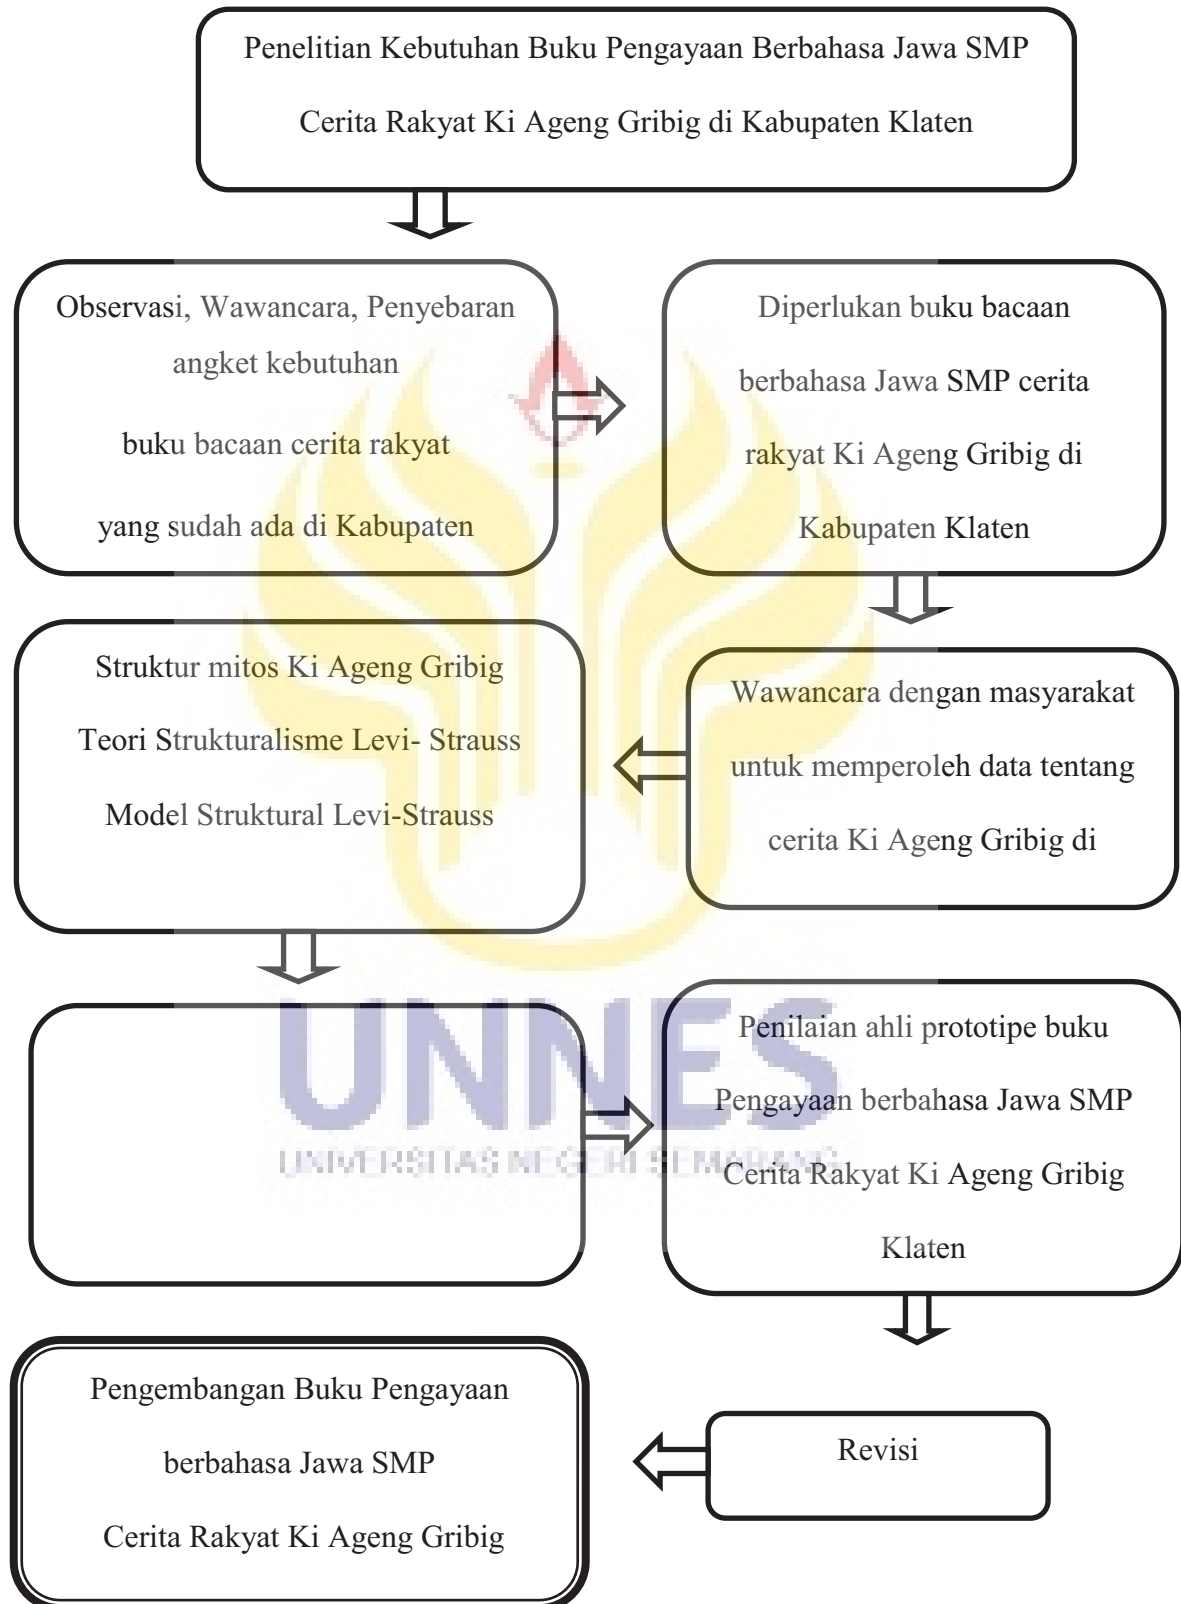 Penelitian Kebutuhan Buku Pengayaan Berbahasa Jawa SMP
Cerita Rakyat Ki Ageng Gribig di Kabupaten Klaten
Observasi, Wawancara, Penyebaran
angket kebutuhan
buku bacaan cerita rakyat
yang sudah ada di Kabupaten
Diperlukan buku bacaan
berbahasa Jawa SMP cerita
rakyat Ki Ageng Gribig di
Kabupaten Klaten
Wawancara dengan masyarakat
untuk memperoleh data tentang
cerita Ki Ageng Gribig di
Struktur mitos Ki Ageng Gribig
Teori Strukturalisme Levi- Strauss
Model Struktural Levi-Strauss
UNNES
UNIVERSITAS NEGERI SEMARANG
Penilaian ahli prototipe buku
Pengayaan berbahasa Jawa SMP
Cerita Rakyat Ki Ageng Gribig
Klaten
Revisi
Pengembangan Buku Pengayaan
berbahasa Jawa SMP
Cerita Rakyat Ki Ageng Gribig